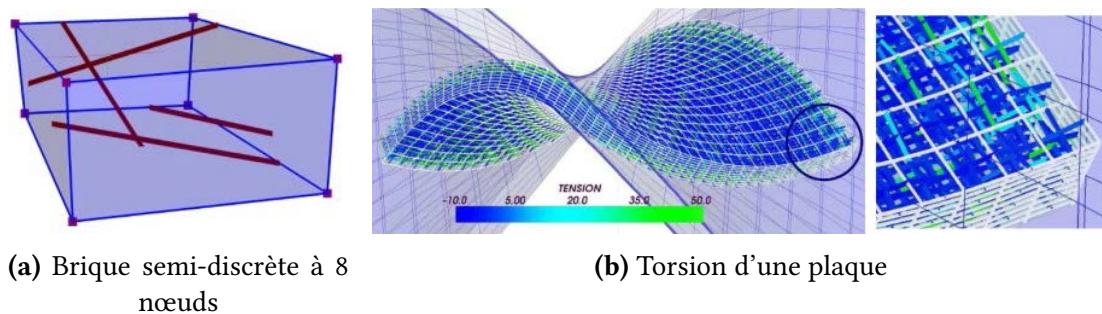 TENSION
-10.0 5.00 20.0 35.0 50.0
(a) Brique semi-discrète à 8
nœuds
(b) Torsion d'une plaque